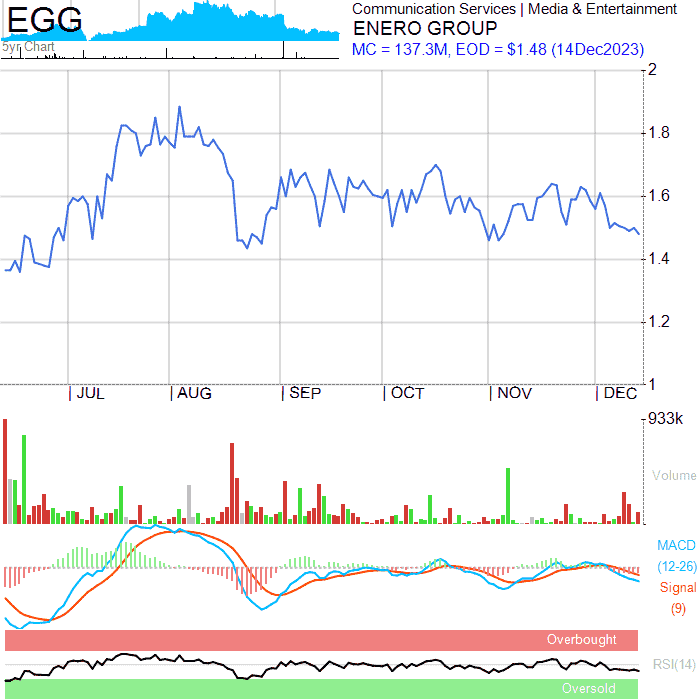 EGG
5yr Chart
Communication Services | Media & Entertainment
ENERO GROUP
MC = 137.3M, EOD = $1.48 (14Dec2023)
2
1.8
1.6
1.4
1.2
1
JUL
AUG
SEP
OCT
NOV
DEC
933k
Volume
MACD
(12-26)
Signal
(9)
Overbought
RSI(14)
Oversold